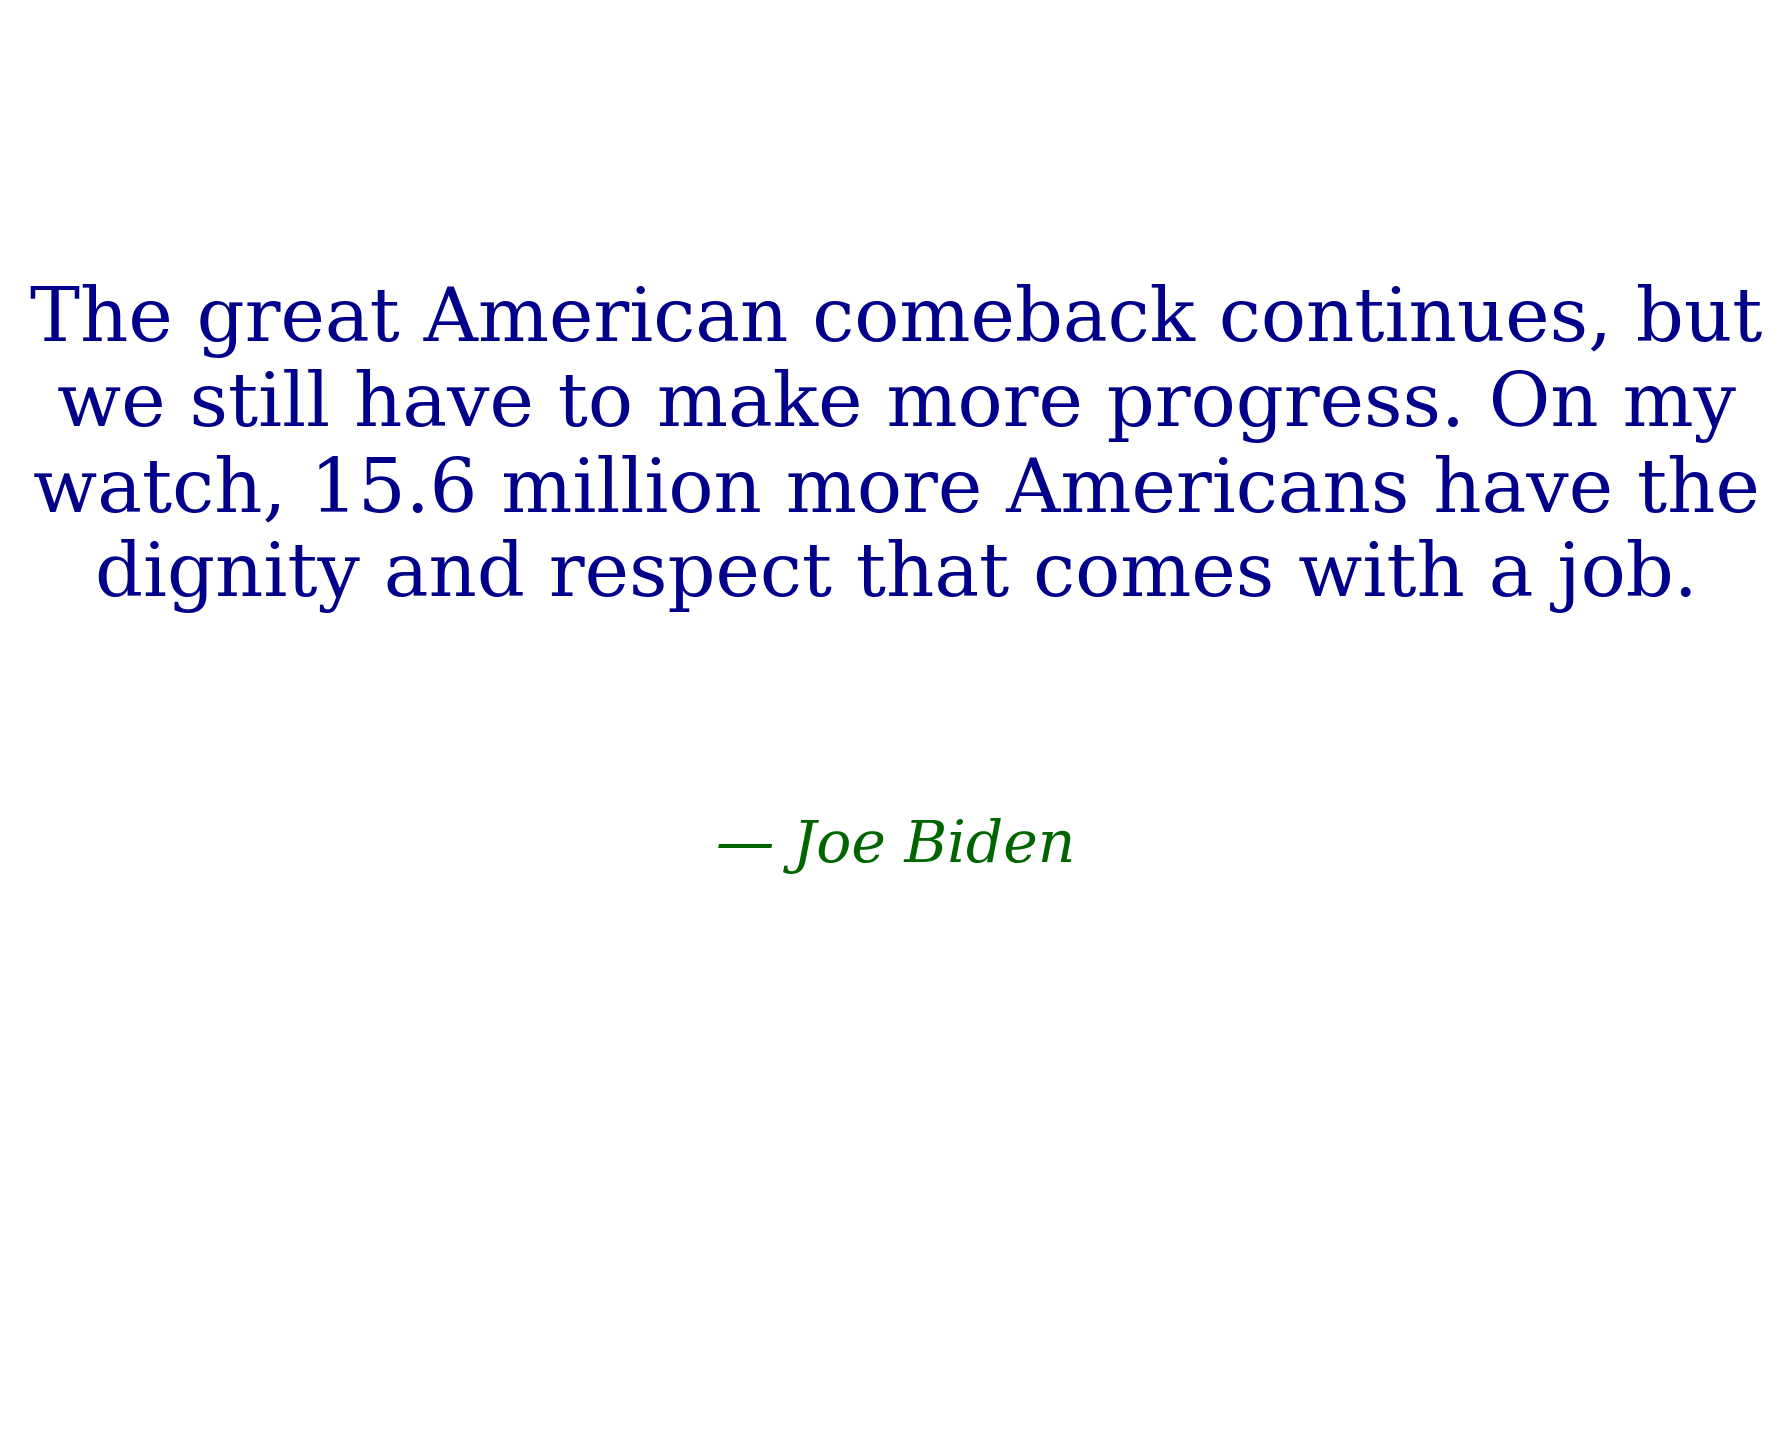 The great American comeback continues, but
we still have to make more progress. On my
watch, 15.6 million more Americans have the
dignity and respect that comes with a job.
— Joe Biden